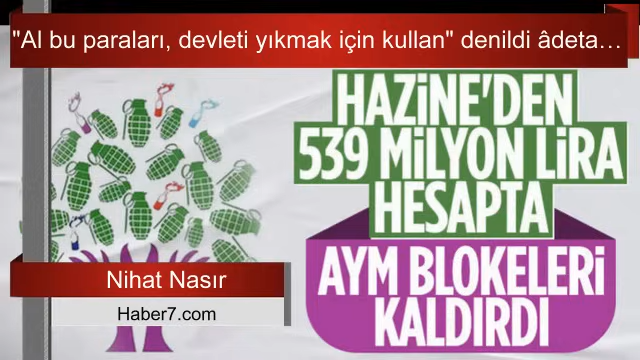 "Al bu paraları, devleti yıkmak için kullan" denildi âdeta…
HAZİNE'DEN
539 MİLYON LİRA
HESAPTA
AYM BLOKELERİ
KALDIRDI
Nihat Nasır
Haber7.com